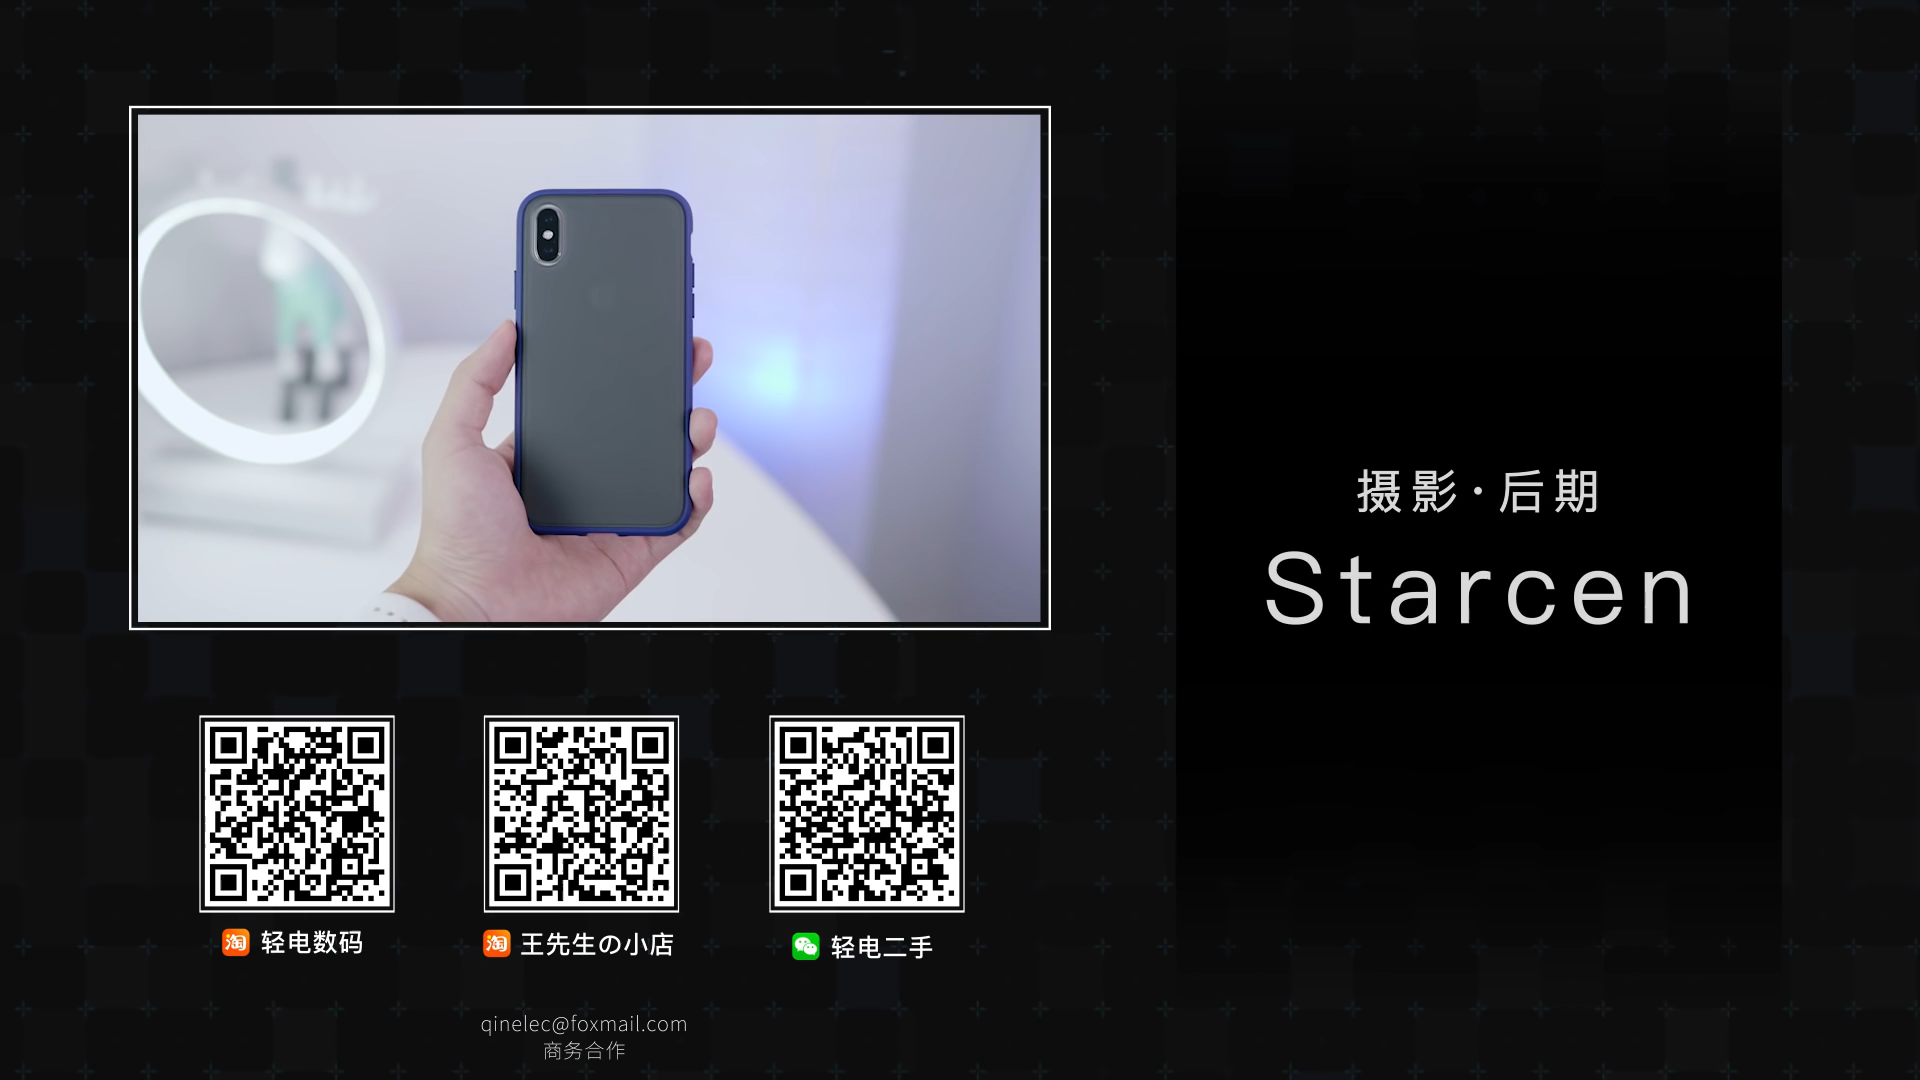 摄影·后期
Starcen
淘 轻电数码
淘 王先生の小店
轻电二手
qinelec@foxmail.com
商务合作